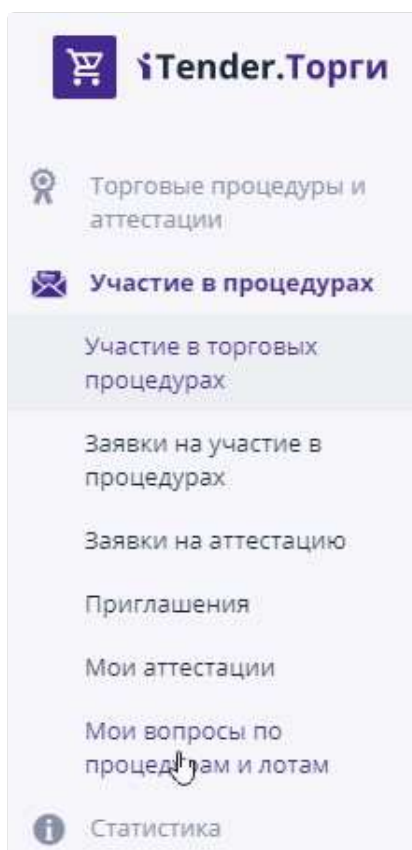 iTender.Торги
Торговые процедуры и
аттестации
Участие в процедурах
Участие в торговых
процедурах
Заявки на участие в
процедурах
Заявки на аттестацию
Приглашения
Мои аттестации
Мои вопросы по
процедурам и лотам
Статистика